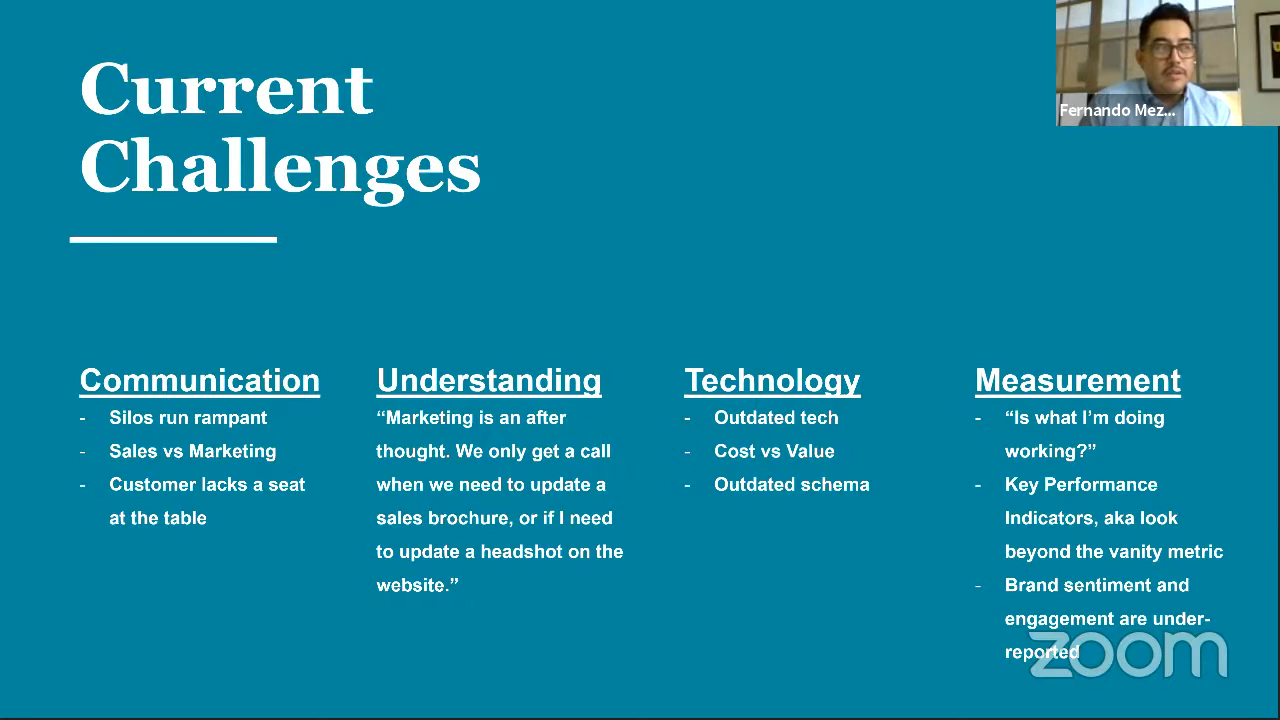 Current
Challenges
Fernando Mez...
Communication
- Silos run rampant
- Sales vs Marketing
- Customer lacks a seat
at the table
Understanding
“Marketing is an after
thought. We only get a call
when we need to update a
sales brochure, or if I need
to update a headshot on the
website.”
Technology
- Outdated tech
- Cost vs Value
- Outdated schema
Measurement
- “Is what I’m doing
working?”
- Key Performance
Indicators, aka look
beyond the vanity metric
- Brand sentiment and
engagement are under-
reported
zoom